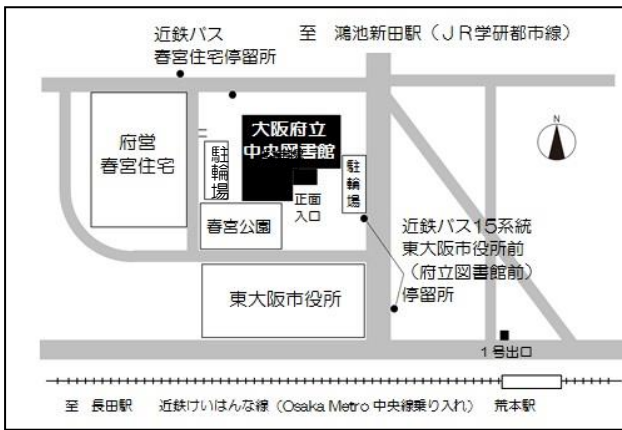 近鉄バス
春宮住宅停留所
至 鴻池新田駅（ＪＲ学研都市線）
府営
春宮住宅
大阪府立
中央図書館
駐輪場
駐輪場
正面
入口
N
春宮公園
近鉄バス15系統
東大阪市役所前
（府立図書館前）
停留所
東大阪市役所
１号出口
至 長田駅 近鉄けいはんな線（Osaka Metro 中央線乗り入れ） 荒本駅